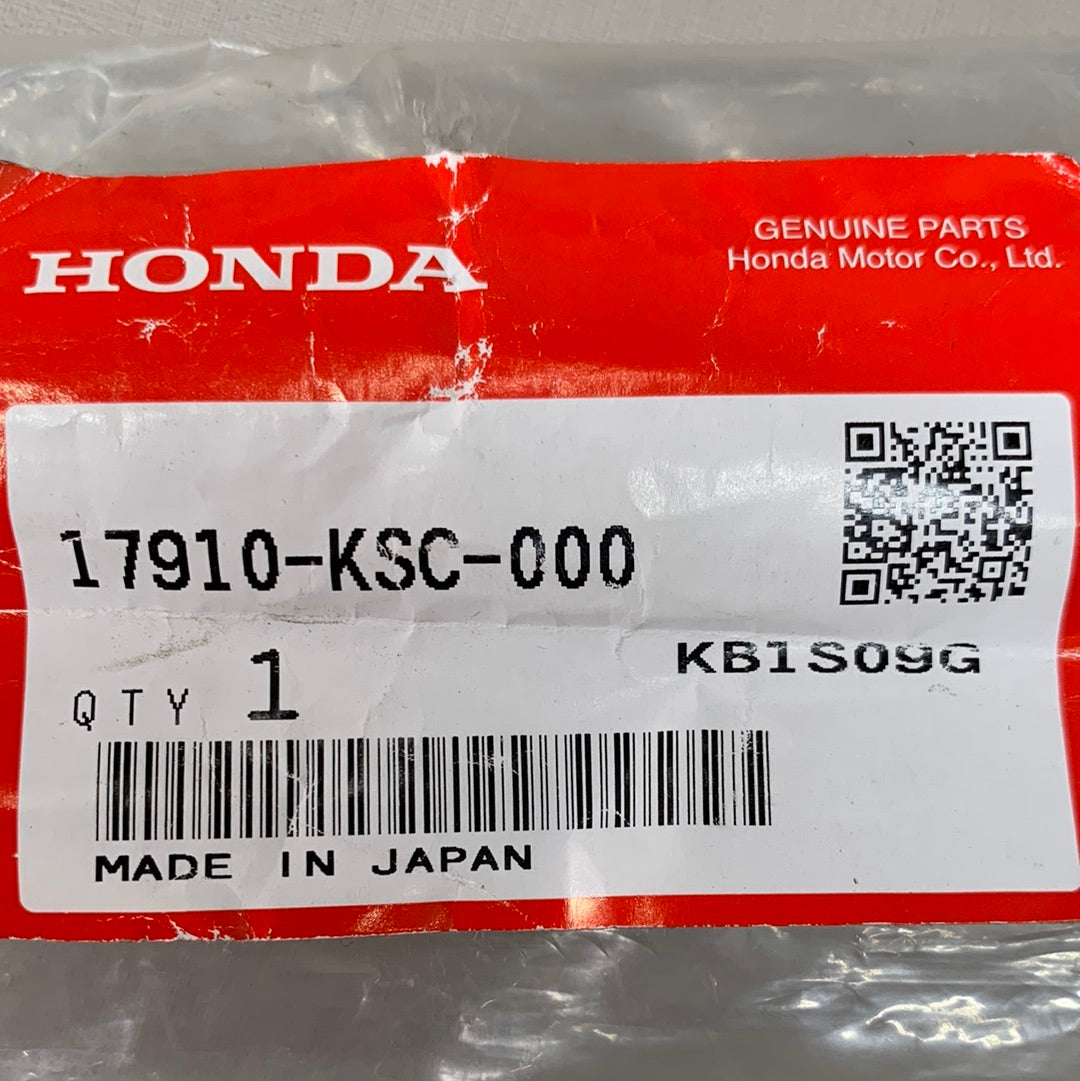 HONDA
GENUINE PARTS
Honda Motor Co., Ltd.
17910-KSC-000
KB1S09G
QTY 1
MADE IN JAPAN